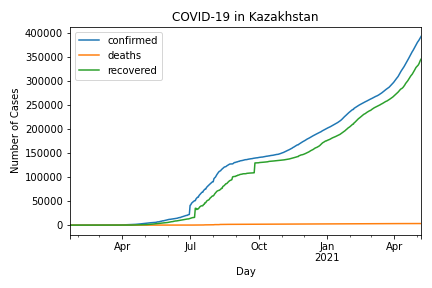 COVID-19 in Kazakhstan
confirmed
deaths
recovered
Number of Cases
400000
350000
300000
250000
200000
150000
100000
50000
0
Apr
Jul
Oct
Jan
2021
Apr
Day